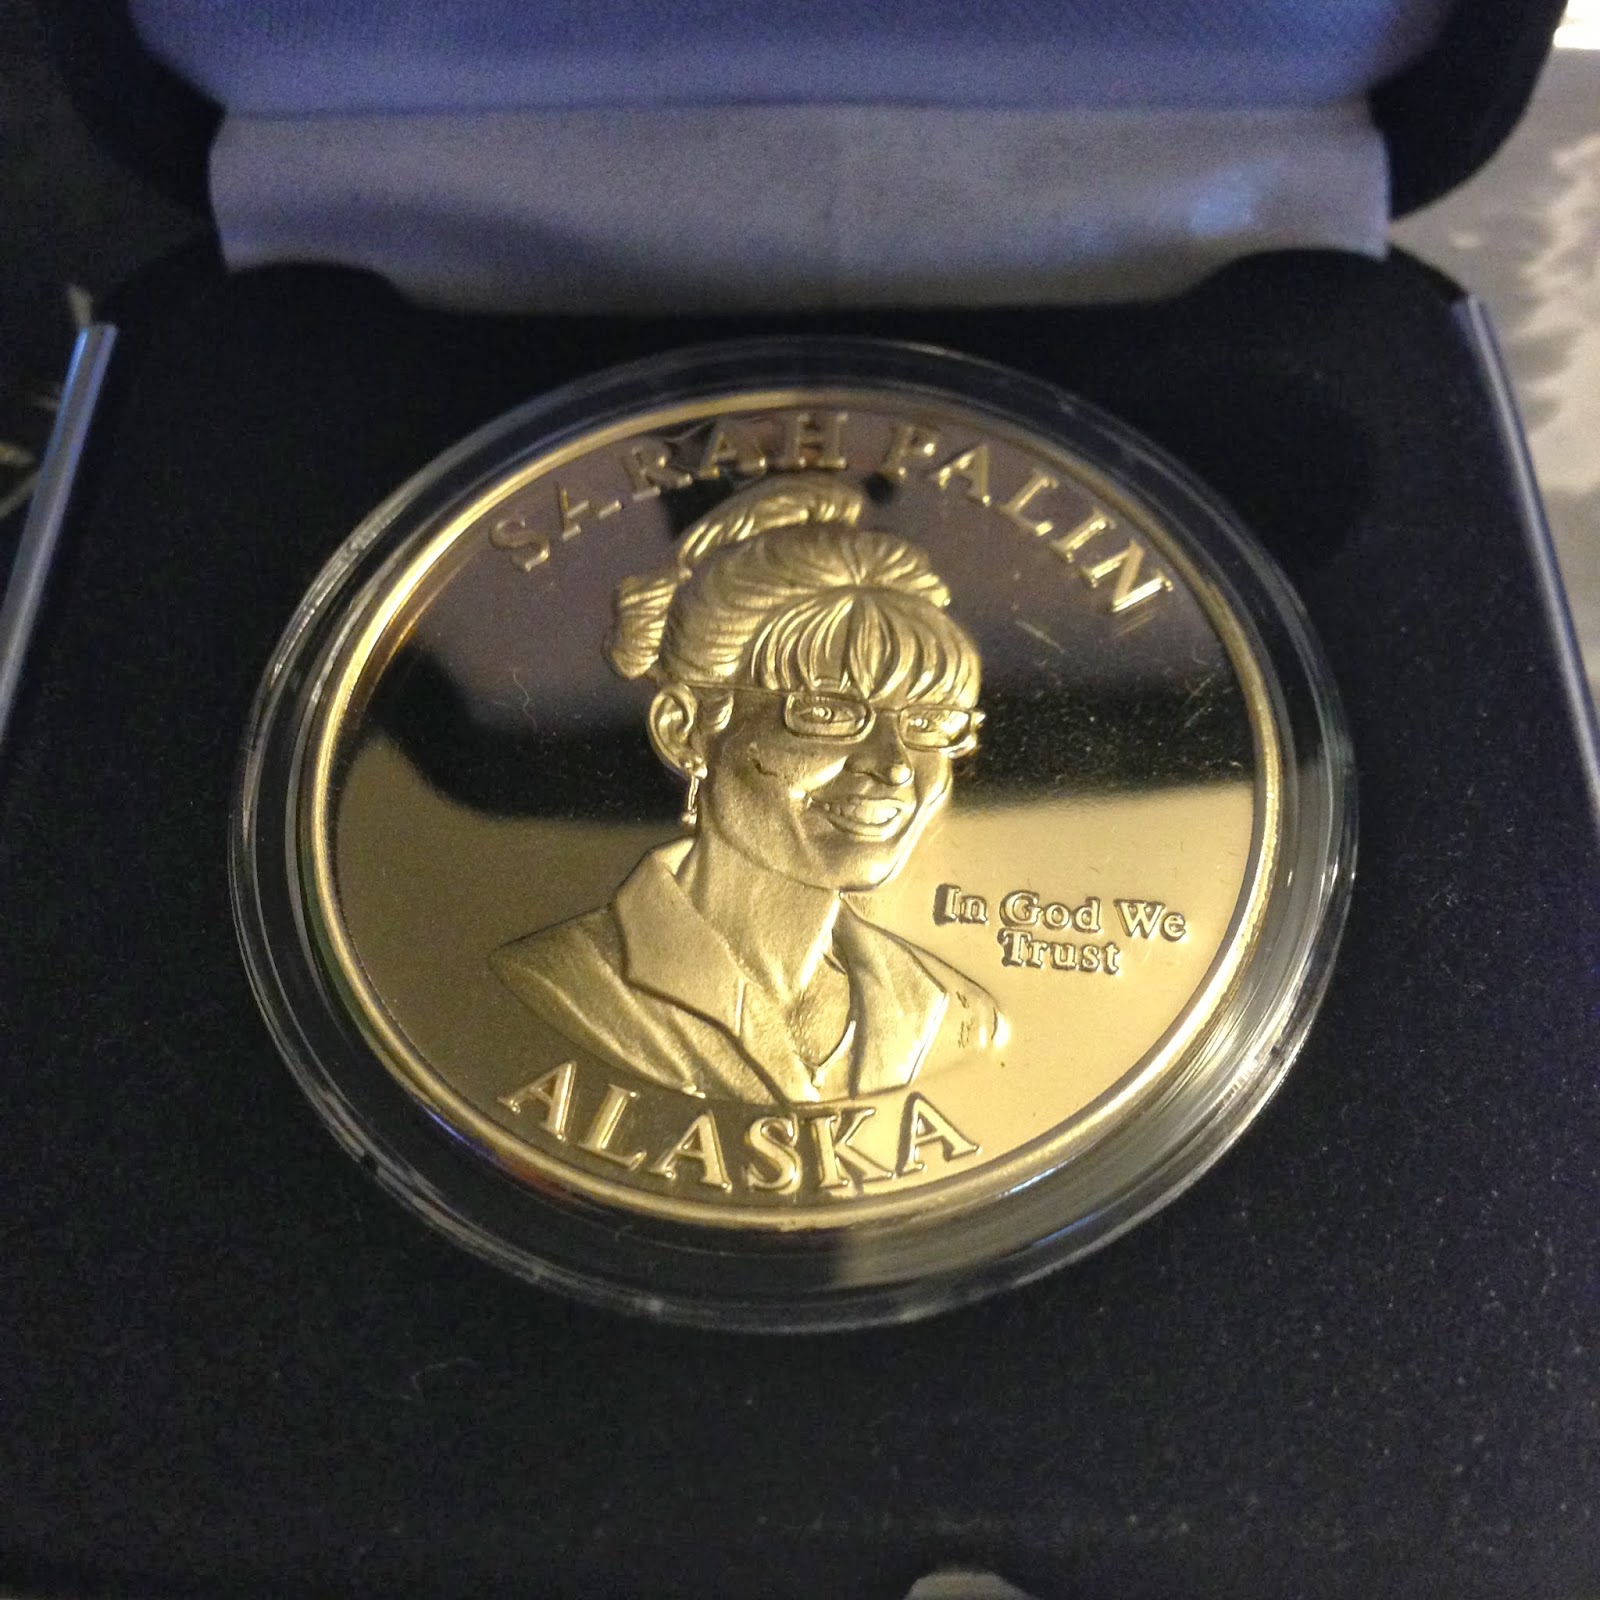 SARAH PALIN
In God We
Trust
ALASKA